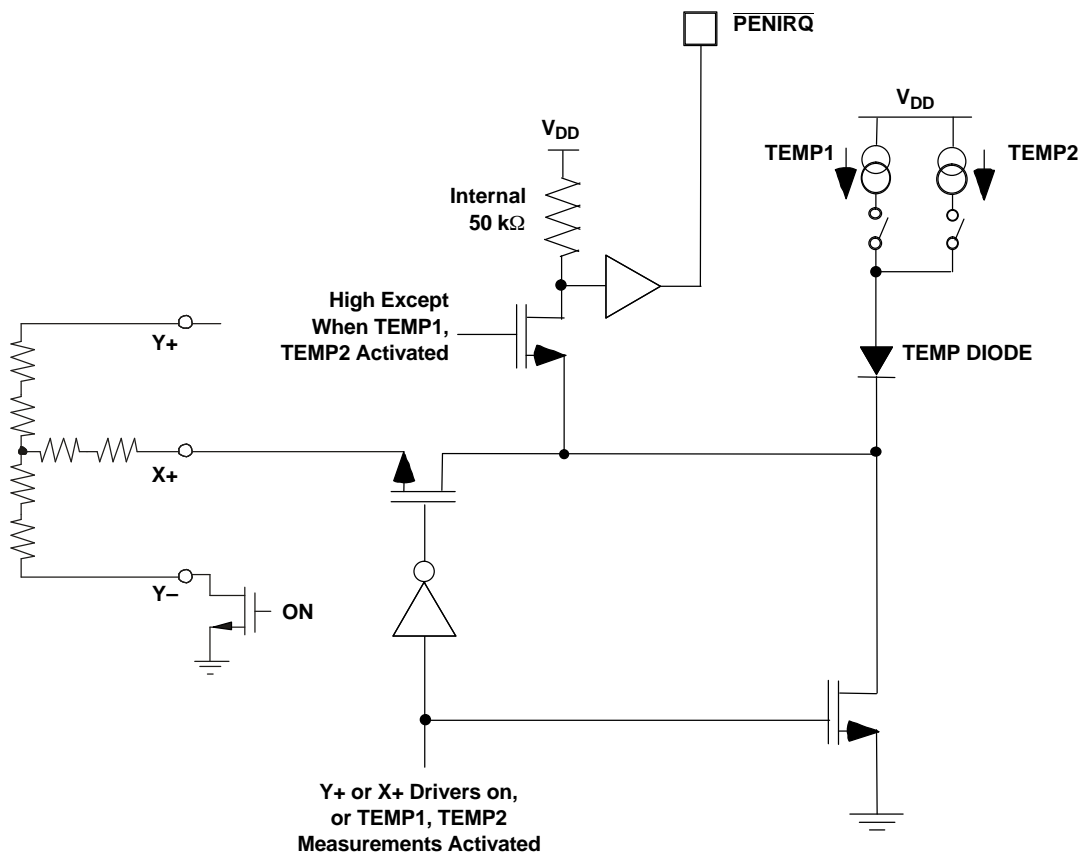 PENIRQ
VDD
VDD
TEMP1
TEMP2
Internal
50 kΩ
High Except
When TEMP1,
TEMP2 Activated
Y+
TEMP DIODE
X+
Y–
ON
Y+ or X+ Drivers on,
or TEMP1, TEMP2
Measurements Activated